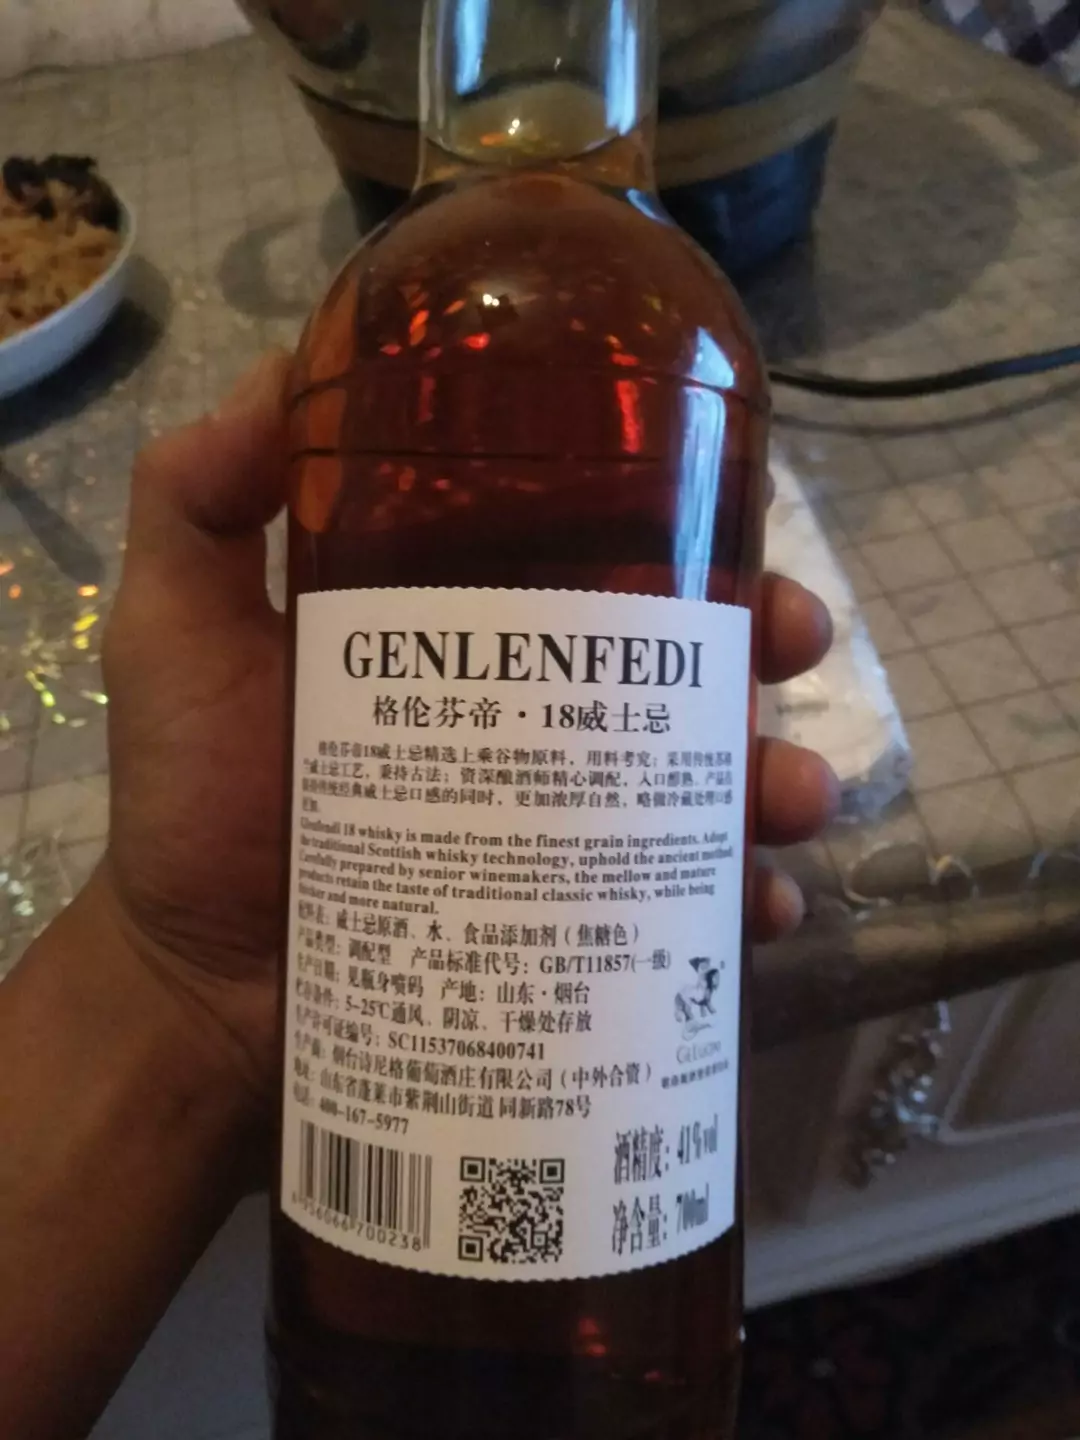 GENLENFEDI
格伦芬帝·18威士忌
格伦芬帝18威士忌精选上乘谷物原料，用料考究；采用传统苏格
兰威士忌工艺，秉持古法；资深酿酒师精心调配，入口醇熟，产品在
保持传统经典威士忌口感的同时，更加浓厚自然，略做冷藏处理口感
更加
Glenfendi 18 whisky is made from the finest grain ingredients. Adopt
the traditional Scottish whisky technology, uphold the ancient method
Carefully prepared by senior winemakers, the mellow and mature
products retain the taste of traditional classic whisky, while being
thicker and more natural.
配料表：威士忌原酒、水、食品添加剂（焦糖色）
产品类型：调配型 产品标准代号：GB/T11857(一级)
生产日期：见瓶身喷码 产地：山东·烟台
贮存条件：5-25℃通风、阴凉、干燥处存放
生产许可证编号：SC11537068400741
生产商：烟台诗尼格葡萄酒庄有限公司（中外合资）
地址：山东省蓬莱市紫荆山街道同新路78号
电话：400-167-5977
酒精度：41%vol
净含量：700ml
6 956066 700238